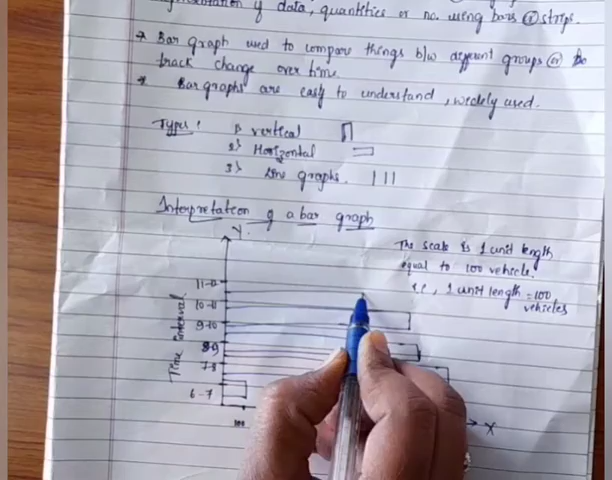 of data, quantities or no. using bars or strips.
→ Bar graph used to compare things b/w different groups or to
track change over time.
* Bar graphs are easy to understand, widely used.
Types: 1) vertical
2) Horizontal
3) Line graphs.
Interpretation of a bar graph
The scale is 1 unit length
equal to 100 vehicle.
i.e., 1 unit length = 100
vehicles
Y
11-12
10-11
9-10
8-9
7-8
6-7
Time interval
100
X